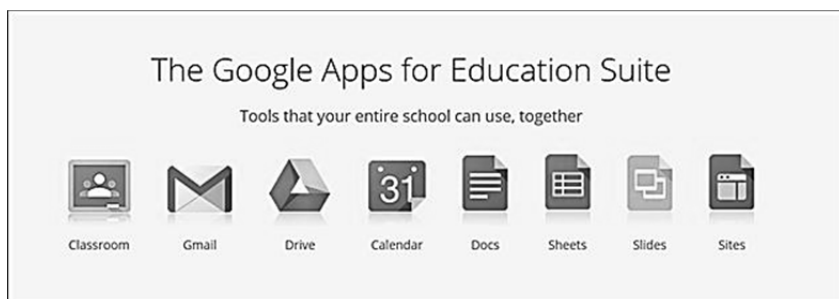 The Google Apps for Education Suite
Tools that your entire school can use, together
31
Classroom Gmail Drive Calendar Docs Sheets Slides Sites